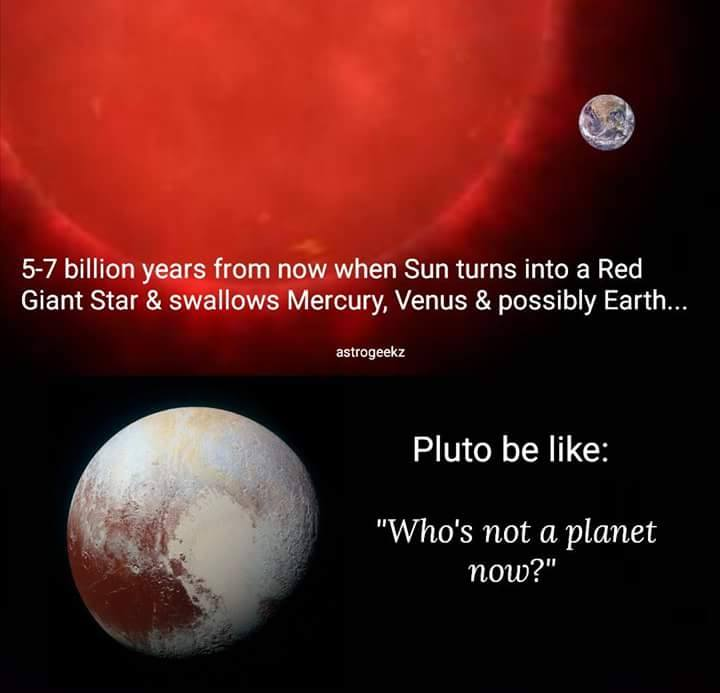 5-7 billion years from now when Sun turns into a Red
Giant Star & swallows Mercury, Venus & possibly Earth...
astrogeekz
Pluto be like:
"Who's not a planet
now?"